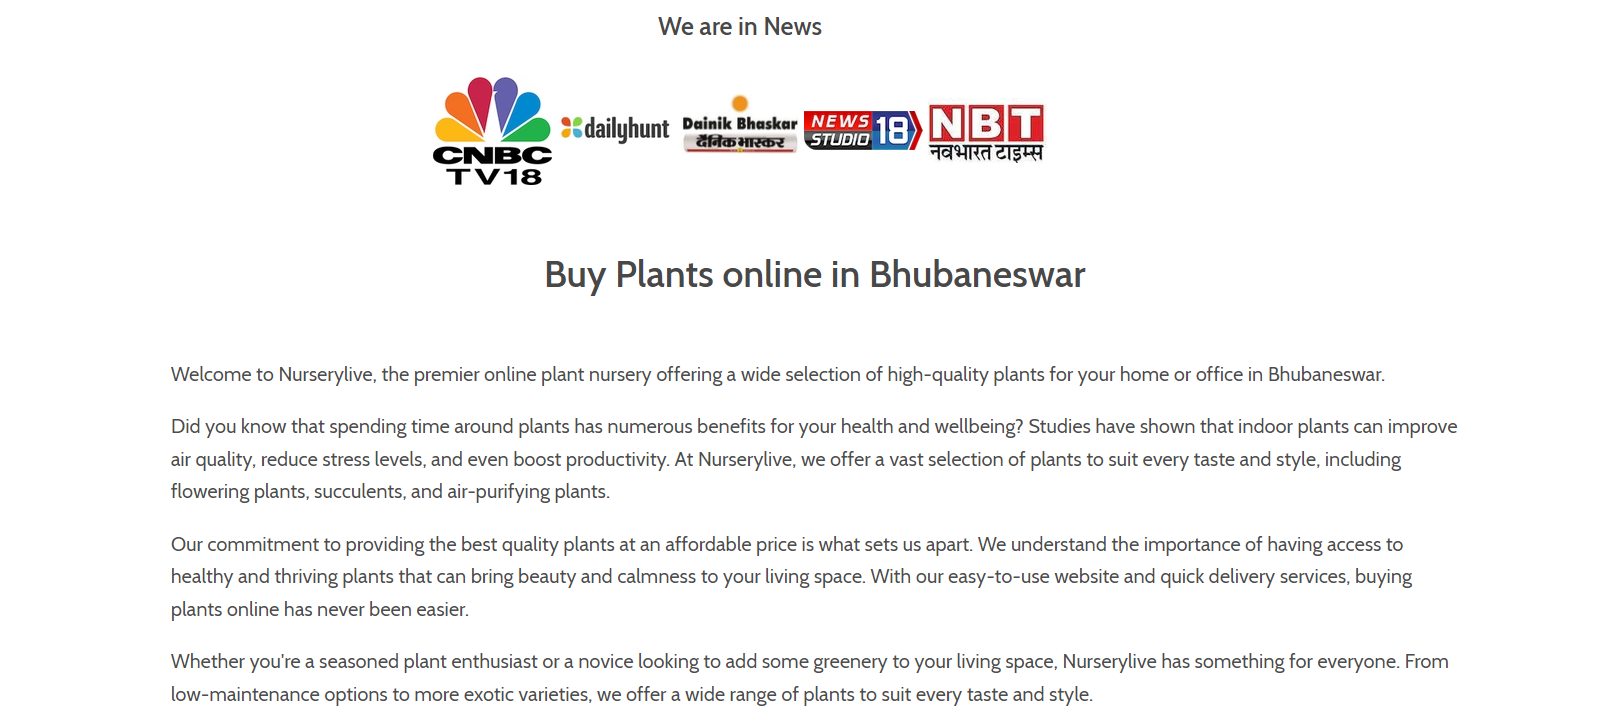 We are in News
CNBC
TV18
dailyhunt
Dainik Bhaskar
दैनिक भास्कर
NEWS
STUDIO
18
NBT
नवभारत टाइम्स
Buy Plants online in Bhubaneswar
Welcome to Nurserylive, the premier online plant nursery offering a wide selection of high-quality plants for your home or office in Bhubaneswar.
Did you know that spending time around plants has numerous benefits for your health and wellbeing? Studies have shown that indoor plants can improve
air quality, reduce stress levels, and even boost productivity. At Nurserylive, we offer a vast selection of plants to suit every taste and style, including
flowering plants, succulents, and air-purifying plants.
Our commitment to providing the best quality plants at an affordable price is what sets us apart. We understand the importance of having access to
healthy and thriving plants that can bring beauty and calmness to your living space. With our easy-to-use website and quick delivery services, buying
plants online has never been easier.
Whether you're a seasoned plant enthusiast or a novice looking to add some greenery to your living space, Nurserylive has something for everyone. From
low-maintenance options to more exotic varieties, we offer a wide range of plants to suit every taste and style.